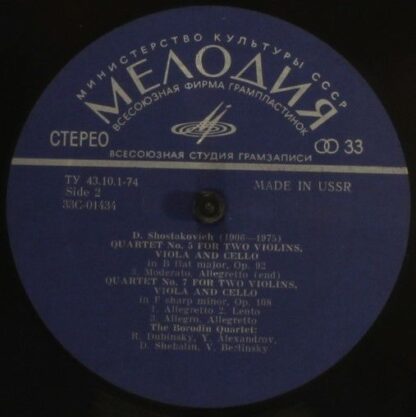 МИНИСТЕРСТВО КУЛЬТУРЫ СССР
МЕЛОДИЯ
ВСЕСОЮЗНАЯ ФИРМА ГРАМПЛАСТИНОК
СТЕРЕО
33
ВСЕСОЮЗНАЯ СТУДИЯ ГРАМЗАПИСИ
ТУ 43.10.1-74
MADE IN USSR
Side 2
33С-01434
D. Shostakovich (1906—1975)
QUARTET No. 5 FOR TWO VIOLINS,
VIOLA AND CELLO
in B flat major, Op. 92
3. Moderato. Allegretto (end)
QUARTET No. 7 FOR TWO VIOLINS,
VIOLA AND CELLO
in F sharp minor, Op. 108
1. Allegretto 2. Lento
3. Allegro. Allegretto
The Borodin Quartet:
R. Dubinsky, Y. Alexandrov,
D. Shebalin, V. Berlinsky